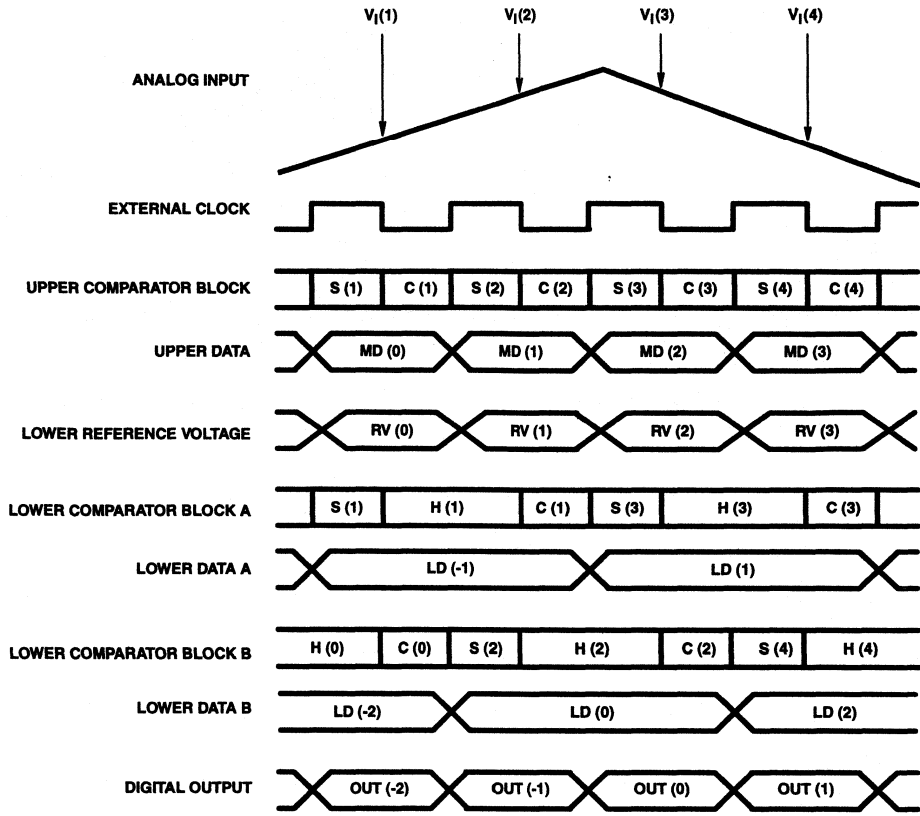 V_I(1) V_I(2) V_I(3) V_I(4)
ANALOG INPUT
EXTERNAL CLOCK
UPPER COMPARATOR BLOCK S (1) C (1) S (2) C (2) S (3) C (3) S (4) C (4)
UPPER DATA MD (0) MD (1) MD (2) MD (3)
LOWER REFERENCE VOLTAGE RV (0) RV (1) RV (2) RV (3)
LOWER COMPARATOR BLOCK A S (1) H (1) C (1) S (3) H (3) C (3)
LOWER DATA A LD (-1) LD (1)
LOWER COMPARATOR BLOCK B H (0) C (0) S (2) H (2) C (2) S (4) H (4)
LOWER DATA B LD (-2) LD (0) LD (2)
DIGITAL OUTPUT OUT (-2) OUT (-1) OUT (0) OUT (1)